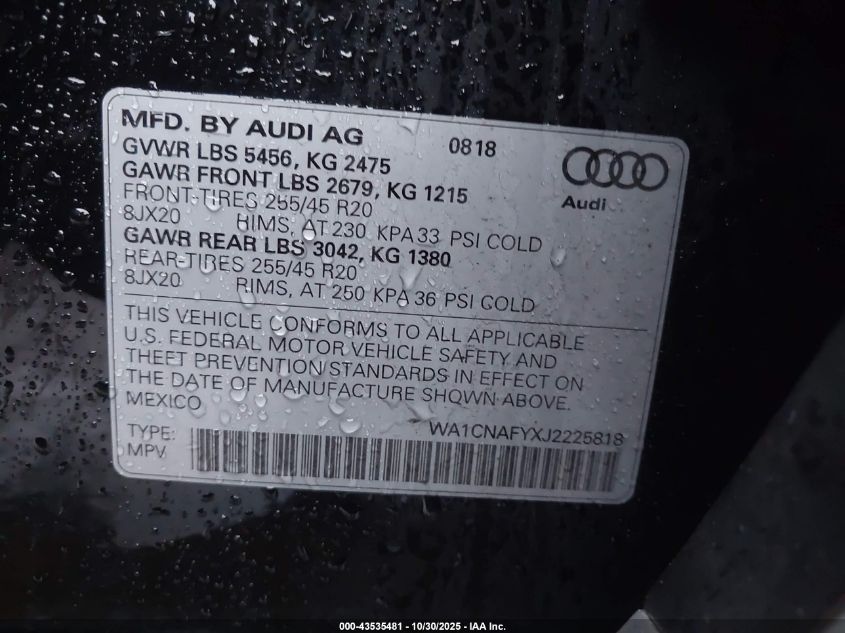 MFD. BY AUDI AG 0818
GVWR LBS 5456, KG 2475
GAWR FRONT LBS 2679, KG 1215
FRONT-TIRES 255/45 R20
8JX20 RIMS, AT 230 KPA 33 PSI COLD
GAWR REAR LBS 3042, KG 1380
REAR-TIRES 255/45 R20
8JX20 RIMS, AT 250 KPA 36 PSI COLD
Audi
THIS VEHICLE CONFORMS TO ALL APPLICABLE
U.S. FEDERAL MOTOR VEHICLE SAFETY AND
THEFT PREVENTION STANDARDS IN EFFECT ON
THE DATE OF MANUFACTURE SHOWN ABOVE.
MEXICO
WA1CNAFYXJ2225818
TYPE:
MPV
000-43535481 - 10/30/2025 - IAA Inc.